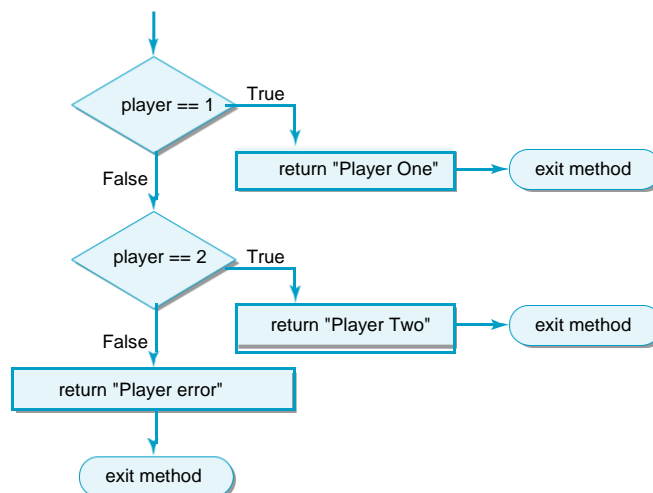 player == 1
True
False
return "Player One"
exit method
player == 2
True
False
return "Player Two"
exit method
return "Player error"
exit method